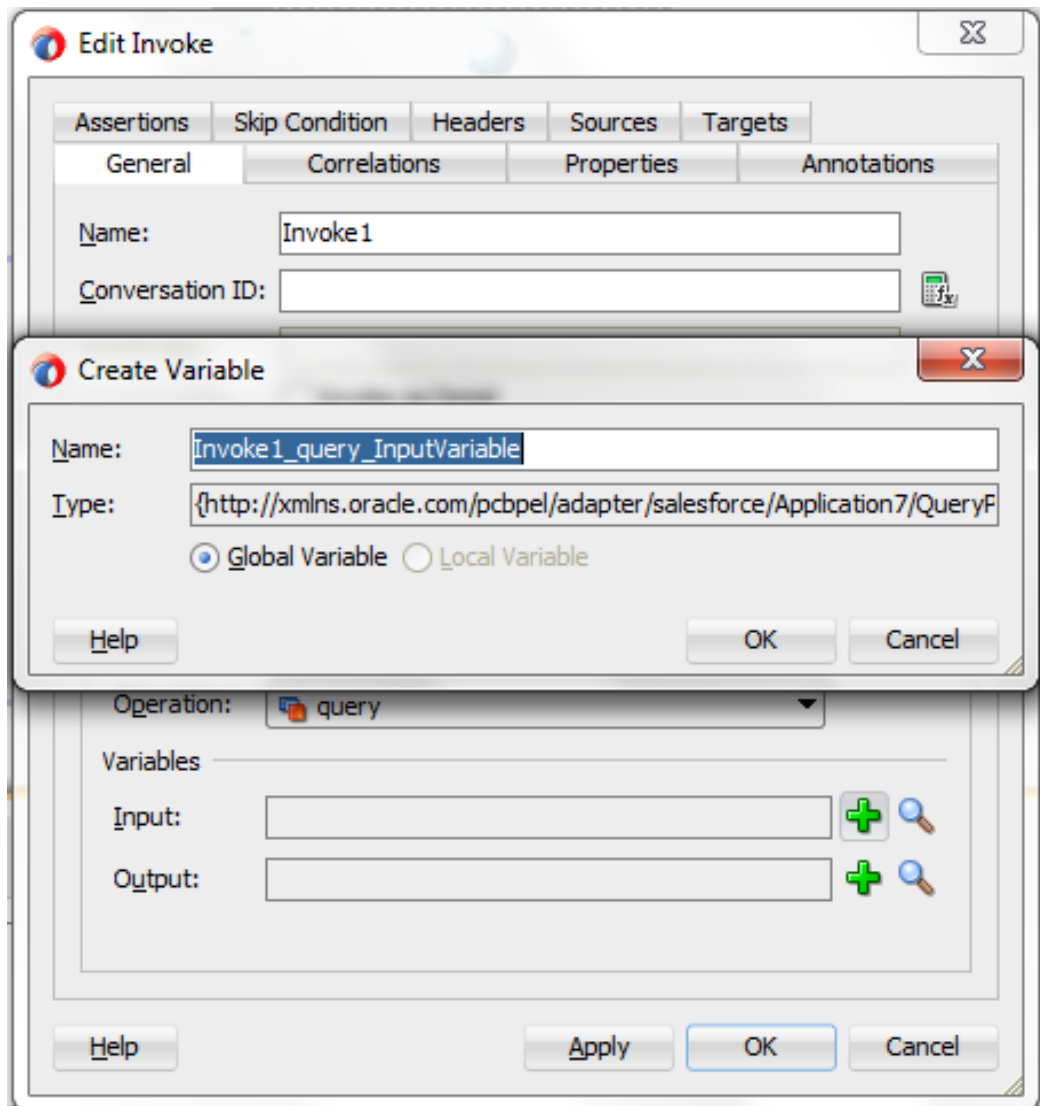 Edit Invoke
Assertions Skip Condition Headers Sources Targets
General Correlations Properties Annotations
Name: Invoke1
Conversation ID:
Create Variable
Name: Invoke1_query_InputVariable
Type: {http://xmlns.oracle.com/pcbpel/adapter/salesforce/Application7/QueryP
Global Variable Local Variable
Help OK Cancel
Operation: query
Variables
Input:
Output:
Help Apply OK Cancel